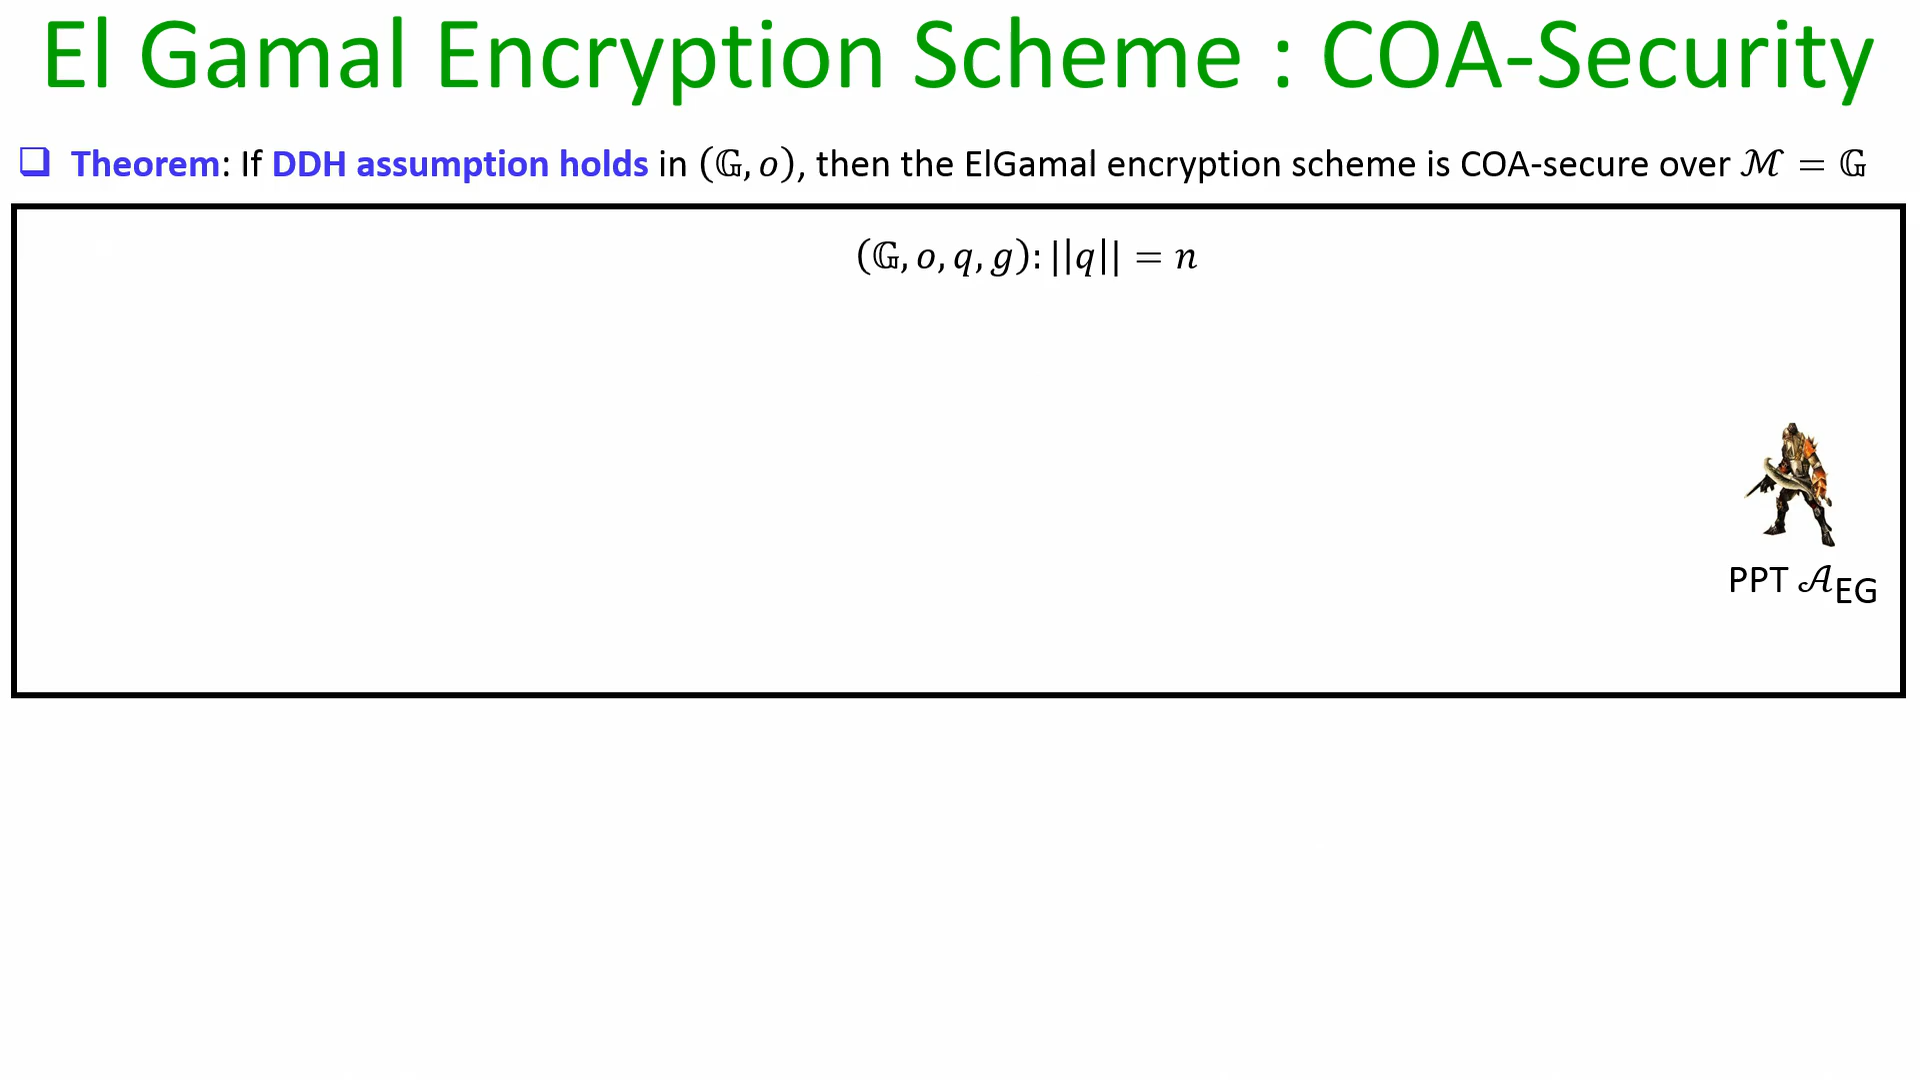 El Gamal Encryption Scheme : COA-Security
❑ Theorem: If DDH assumption holds in (𝔾, o), then the ElGamal encryption scheme is COA-secure over ℳ = 𝔾
(𝔾, o, q, g): ||q|| = n
PPT 𝒜EG